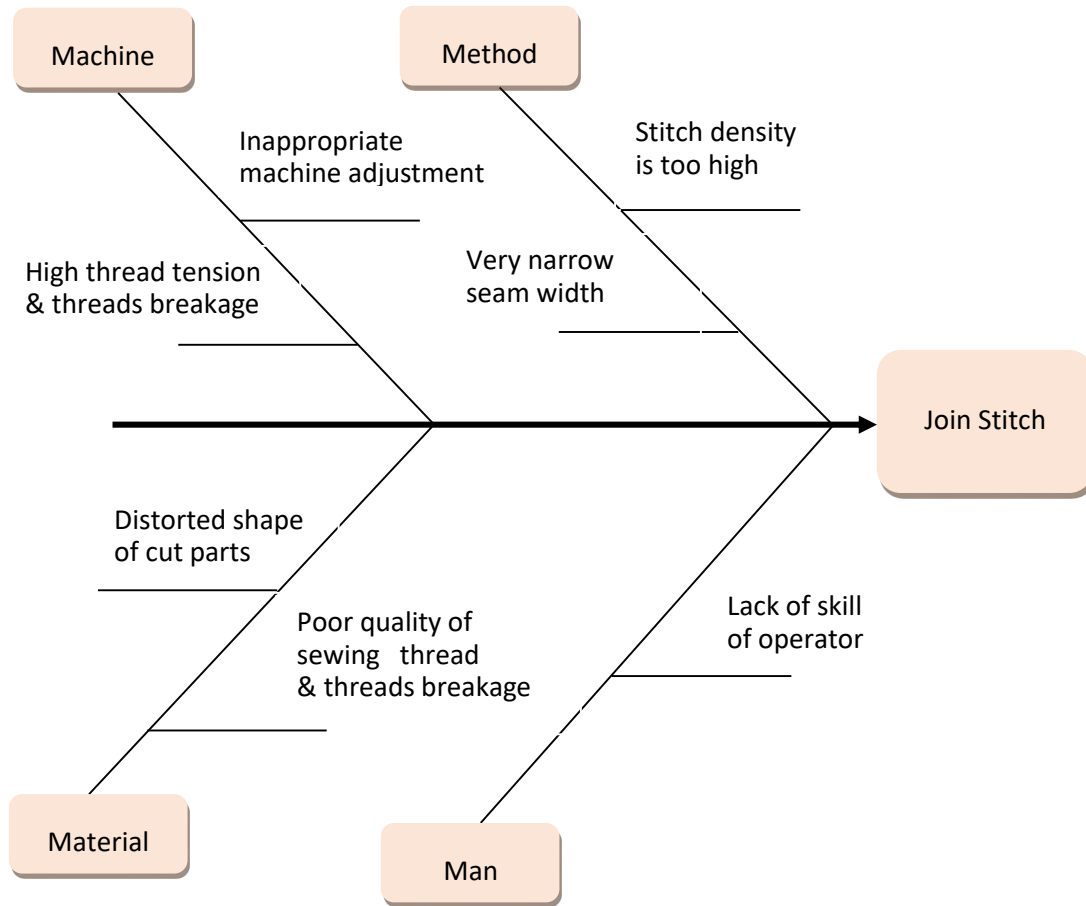 Machine
Method
Inappropriate
machine adjustment
Stitch density
is too high
High thread tension
& threads breakage
Very narrow
seam width
Join Stitch
Distorted shape
of cut parts
Poor quality of
sewing thread
& threads breakage
Lack of skill
of operator
Material
Man